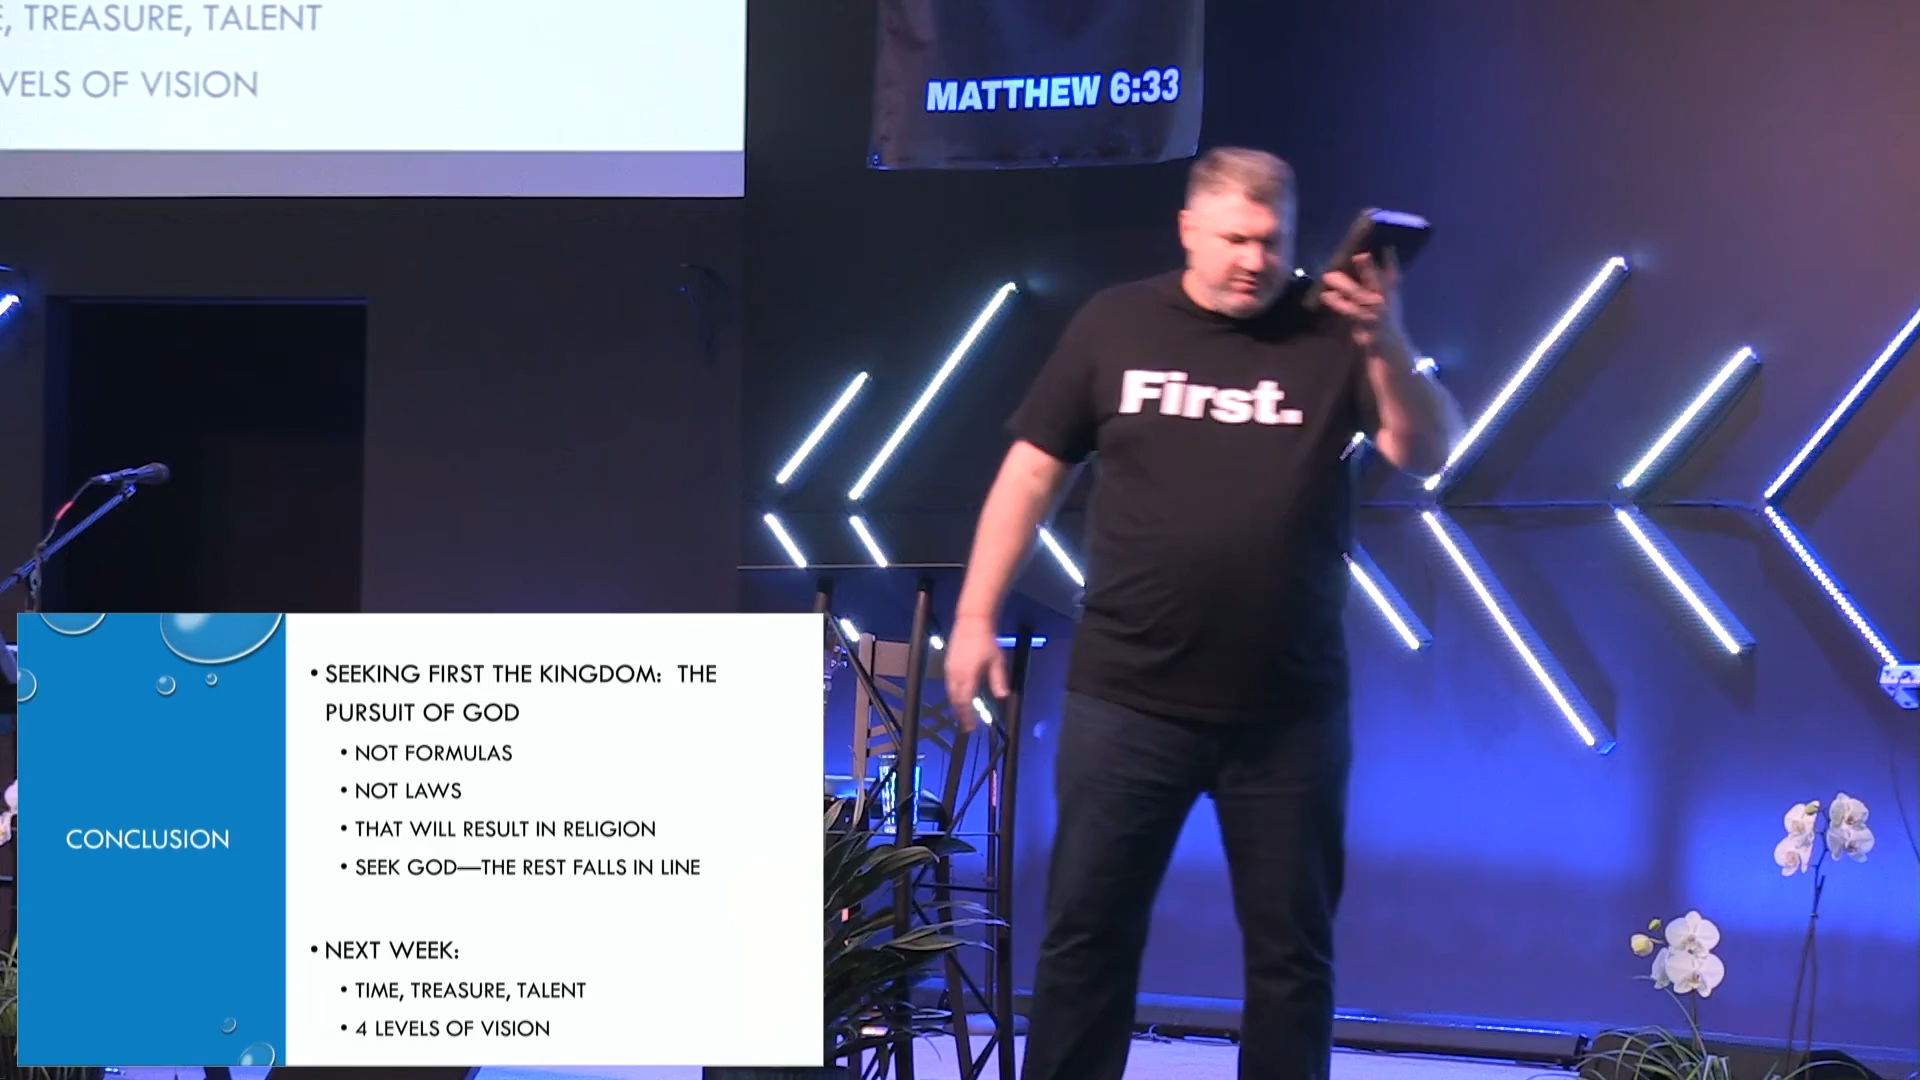 , TREASURE, TALENT
VELS OF VISION
MATTHEW 6:33
First.
CONCLUSION
• SEEKING FIRST THE KINGDOM: THE
PURSUIT OF GOD
• NOT FORMULAS
• NOT LAWS
• THAT WILL RESULT IN RELIGION
• SEEK GOD—THE REST FALLS IN LINE
• NEXT WEEK:
• TIME, TREASURE, TALENT
• 4 LEVELS OF VISION